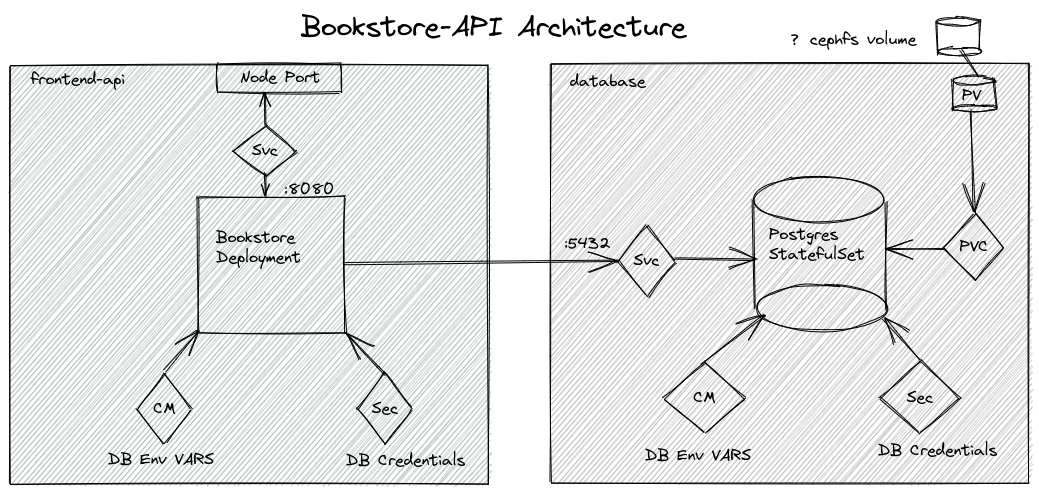 Bookstore-API Architecture
? cephfs volume
frontend-api
Node Port
Svc
:8080
Bookstore
Deployment
CM
Sec
DB Env VARS
DB Credentials
database
PV
:5432
Svc
Postgres
StatefulSet
PVC
CM
Sec
DB Env VARS
DB Credentials